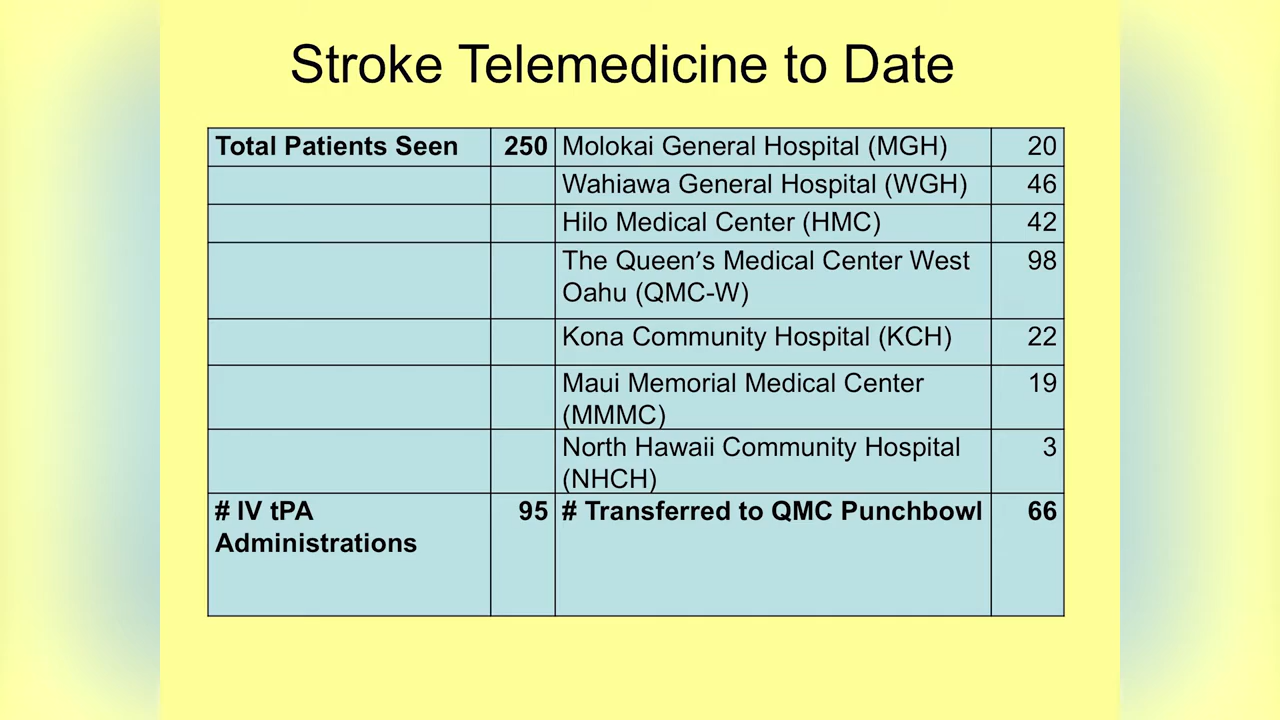 Stroke Telemedicine to Date
Total Patients Seen 250 Molokai General Hospital (MGH) 20
Wahiawa General Hospital (WGH) 46
Hilo Medical Center (HMC) 42
The Queen’s Medical Center West 98
Oahu (QMC-W)
Kona Community Hospital (KCH) 22
Maui Memorial Medical Center 19
(MMMC)
North Hawaii Community Hospital 3
(NHCH)
# IV tPA 95 # Transferred to QMC Punchbowl 66
Administrations